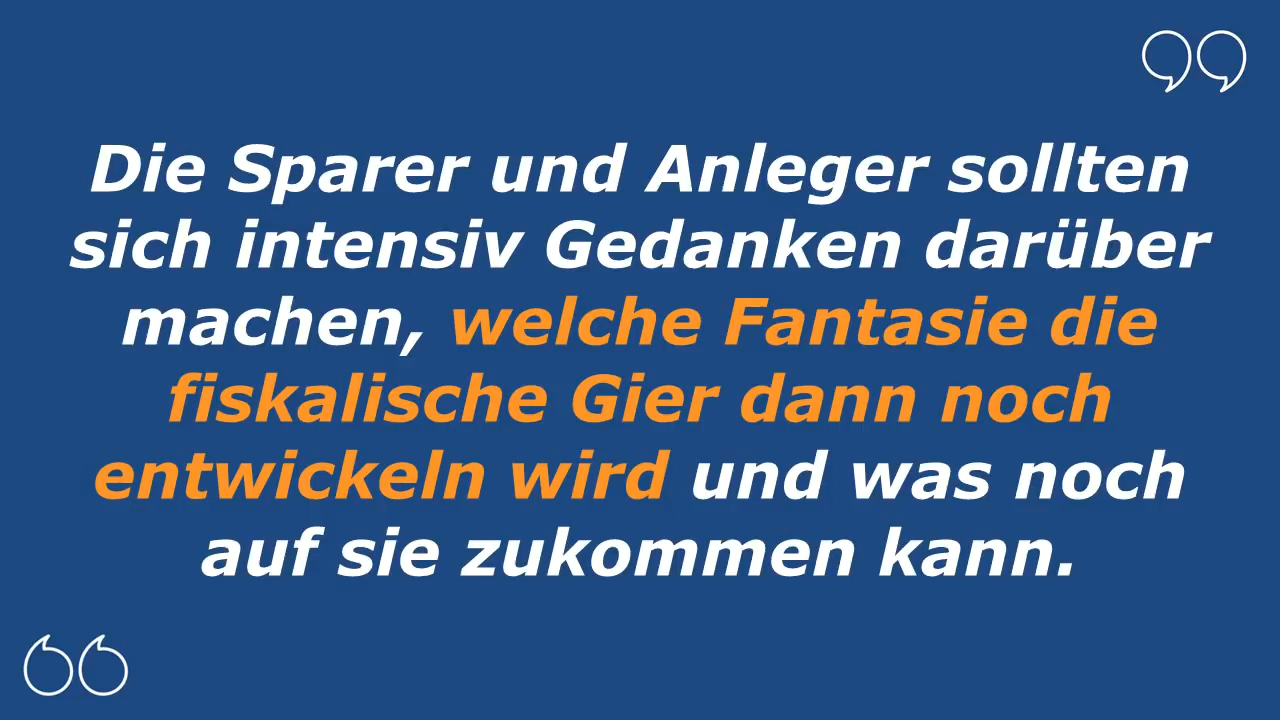 Die Sparer und Anleger sollten
sich intensiv Gedanken darüber
machen, welche Fantasie die
fiskalische Gier dann noch
entwickeln wird und was noch
auf sie zukommen kann.